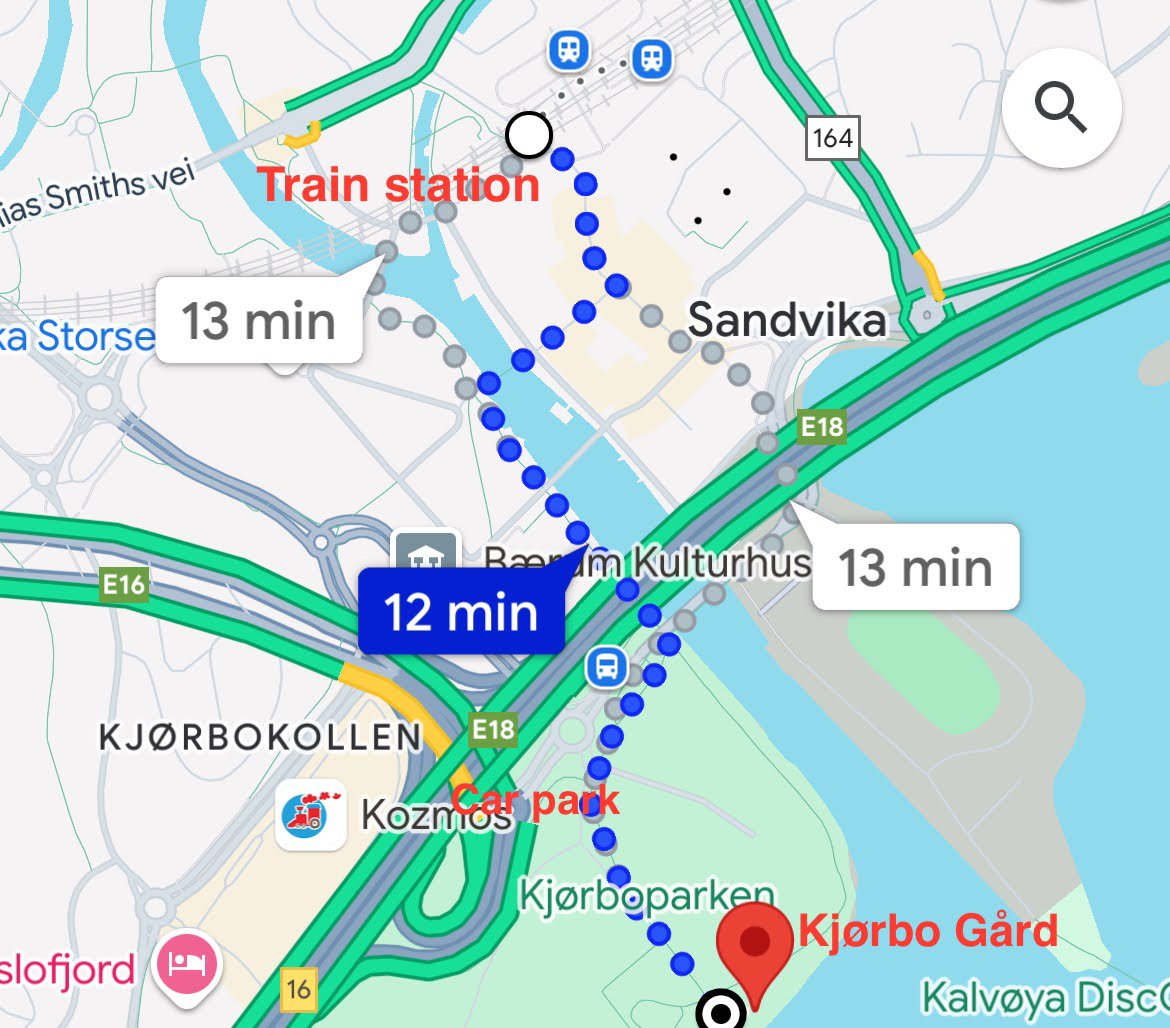 164
ias Smiths vei
Train station
13 min
ka Storse
Sandvika
E18
Bærum Kulturhus
13 min
E16
12 min
E18
KJØRBOKOLLEN
Car park
Kozmos
Kjørboparken
Kjørbo Gård
slofjord
16
Kalvøya DiscG